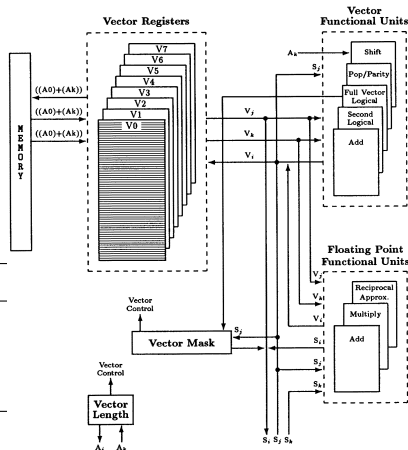 Vector Registers
Vector
Functional Units
V7
V6
V5
V4
V3
V2
V1
V0
((A0)+(Ak))
((A0)+(Ak))
((A0)+(Ak))
MEMORY
Ak
Sj
Shift
Pop/Parity
Full Vector
Logical
Second
Logical
Add
Vj
Vk
Vi
Floating Point
Functional Units
Vj
Vk
Vi
Si
Sj
Sk
Reciprocal
Approx.
Multiply
Add
Vector
Control
Sj
Vector Mask
Vector
Control
Vector
Length
Ai Ak
Si Sj Sk